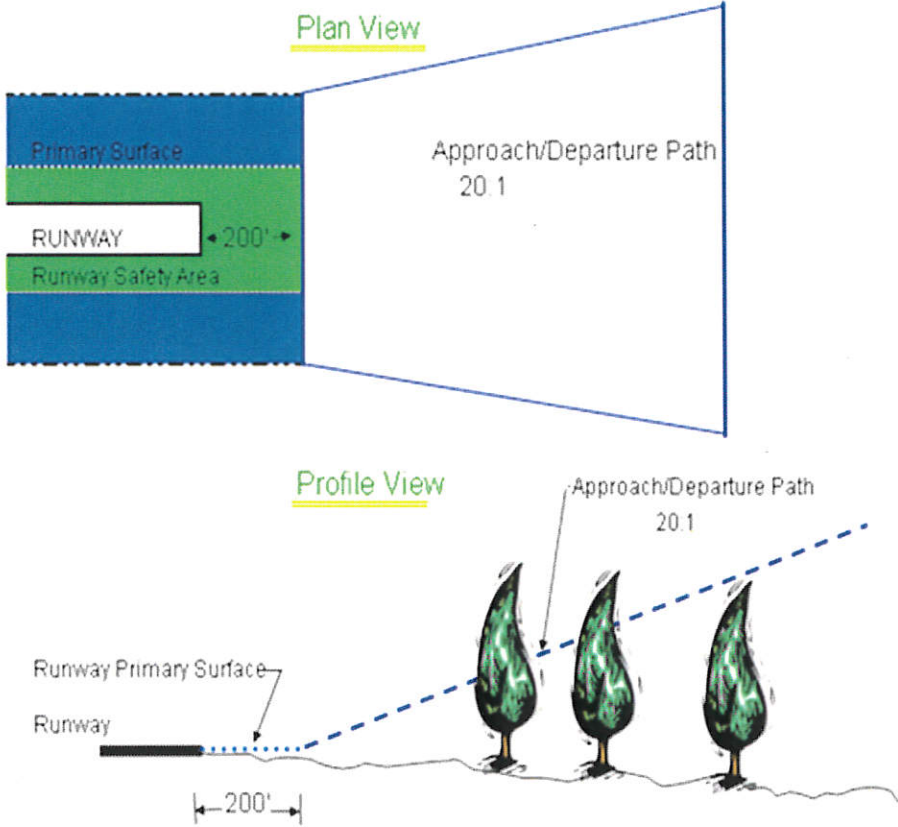 Plan View
Primary Surface
Approach/Departure Path
20.1
RUNWAY
200'
Runway Safety Area
Profile View
Approach/Departure Path
20.1
Runway Primary Surface
Runway
200'